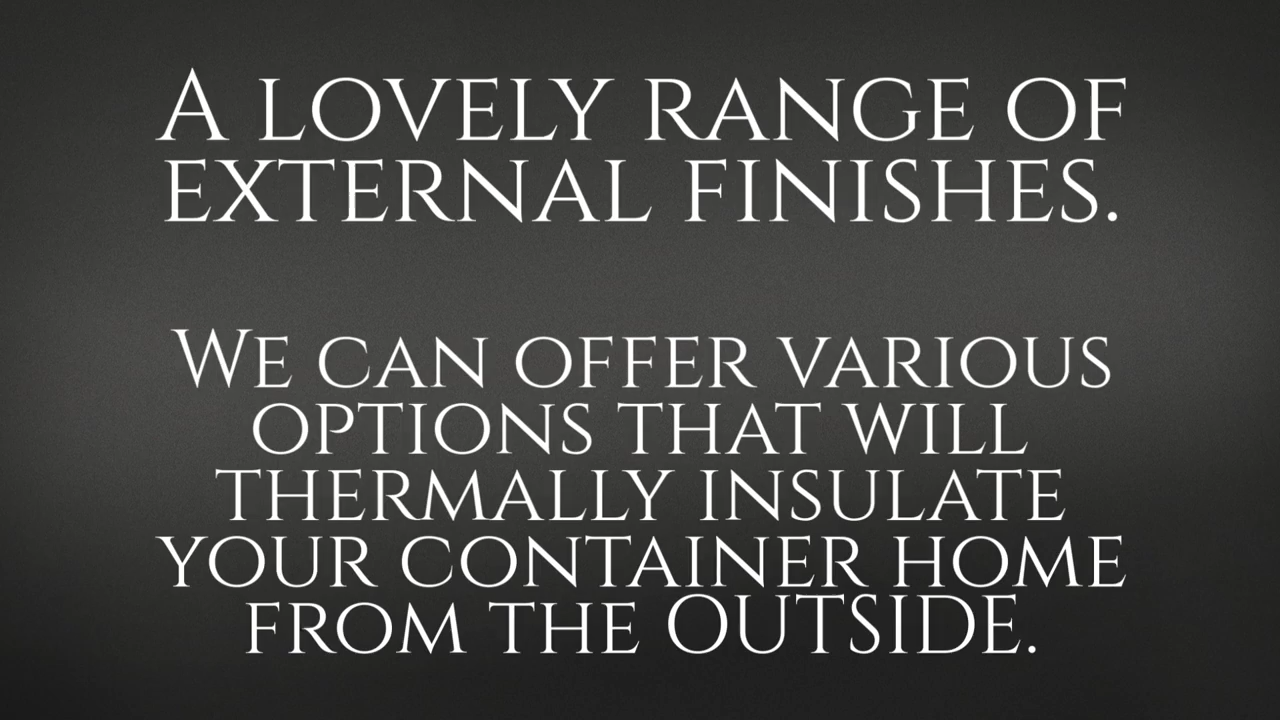 A LOVELY RANGE OF
EXTERNAL FINISHES.
WE CAN OFFER VARIOUS
OPTIONS THAT WILL
THERMALLY INSULATE
YOUR CONTAINER HOME
FROM THE OUTSIDE.